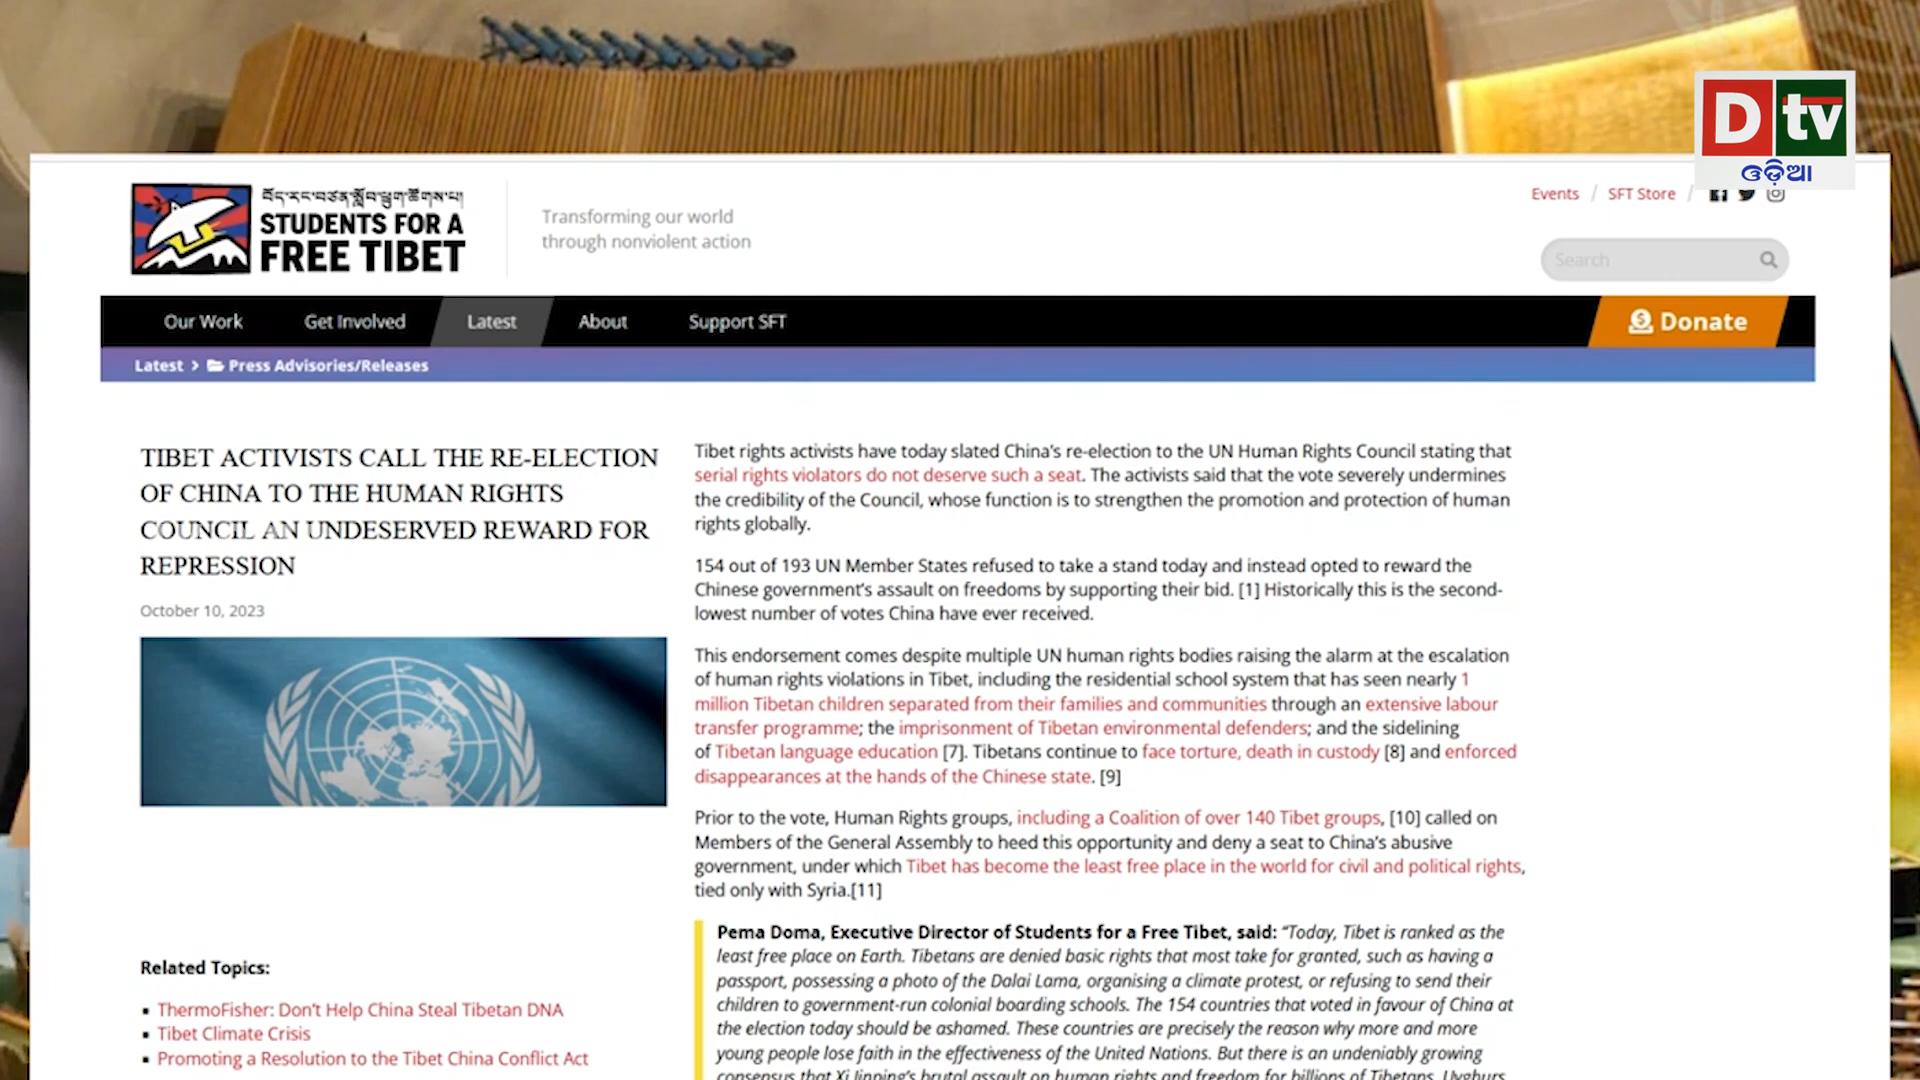 D tv
ଓଡ଼ିଆ
བོད་རང་བཙན་སློབ་ཕྲུག་ཚོགས་པ།
STUDENTS FOR A
FREE TIBET
Transforming our world
through nonviolent action
Events / SFT Store /
Search
Our Work Get Involved Latest About Support SFT
Donate
Latest > Press Advisories/Releases
TIBET ACTIVISTS CALL THE RE-ELECTION
OF CHINA TO THE HUMAN RIGHTS
COUNCIL AN UNDESERVED REWARD FOR
REPRESSION
October 10, 2023
Related Topics:
ThermoFisher: Don't Help China Steal Tibetan DNA
Tibet Climate Crisis
Promoting a Resolution to the Tibet China Conflict Act
Tibet rights activists have today slated China's re-election to the UN Human Rights Council stating that
serial rights violators do not deserve such a seat. The activists said that the vote severely undermines
the credibility of the Council, whose function is to strengthen the promotion and protection of human
rights globally.
154 out of 193 UN Member States refused to take a stand today and instead opted to reward the
Chinese government's assault on freedoms by supporting their bid. [1] Historically this is the second-
lowest number of votes China have ever received.
This endorsement comes despite multiple UN human rights bodies raising the alarm at the escalation
of human rights violations in Tibet, including the residential school system that has seen nearly 1
million Tibetan children separated from their families and communities through an extensive labour
transfer programme; the imprisonment of Tibetan environmental defenders; and the sidelining
of Tibetan language education [7]. Tibetans continue to face torture, death in custody [8] and enforced
disappearances at the hands of the Chinese state. [9]
Prior to the vote, Human Rights groups, including a Coalition of over 140 Tibet groups, [10] called on
Members of the General Assembly to heed this opportunity and deny a seat to China's abusive
government, under which Tibet has become the least free place in the world for civil and political rights,
tied only with Syria.[11]
Pema Doma, Executive Director of Students for a Free Tibet, said: "Today, Tibet is ranked as the
least free place on Earth. Tibetans are denied basic rights that most take for granted, such as having a
passport, possessing a photo of the Dalai Lama, organising a climate protest, or refusing to send their
children to government-run colonial boarding schools. The 154 countries that voted in favour of China at
the election today should be ashamed. These countries are precisely the reason why more and more
young people lose faith in the effectiveness of the United Nations. But there is an undeniably growing
consensus that Xi Jinping's brutal assault on human rights and freedom for billions of Tibetans, Uyghurs,